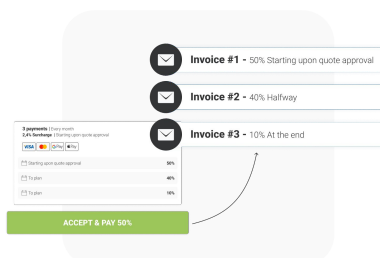 Invoice #1 - 50% Starting upon quote approval
Invoice #2 - 40% Halfway
Invoice #3 - 10% At the end
3 payments | Every month
2,4% Surcharge | Starting upon quote approval
VISA G Pay Pay
Starting upon quote approval 50%
To plan 40%
To plan 10%
ACCEPT & PAY 50%